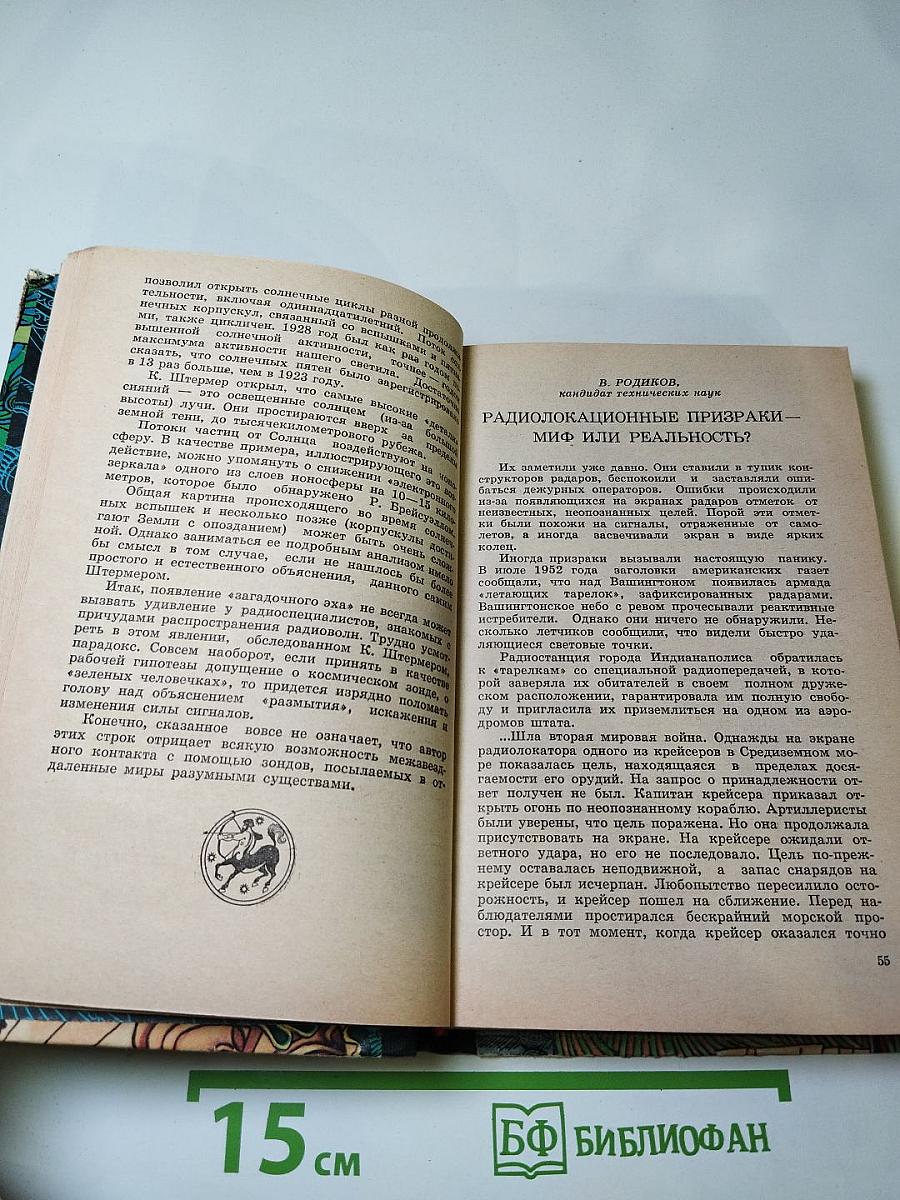 позволил открыть солнечные циклы разной продолжи-
тельности, включая одиннадцатилетний. Поток сол-
нечных корпускул, связанный со вспышками и пятна-
ми, также цикличен. 1928 год был как раз годом по-
вышенной солнечной активности, точнее — годом
максимума активности нашего светила. Достаточно
сказать, что солнечных пятен было зарегистрировано
в 13 раз больше, чем в 1923 году.
К. Штермер открыл, что самые высокие «детали»
сияний — это освещенные солнцем (из-за большой
высоты) лучи. Они простираются вверх за пределы
земной тени, до тысячекилометрового рубежа.
Потоки частиц от Солнца воздействуют на ионо-
сферу. В качестве примера, иллюстрирующего это воз-
действие, можно упомянуть о снижении «электронного
зеркала» одного из слоев ионосферы на 10—15 кило-
метров, которое было обнаружено Р. Брейсуэллом.
Общая картина происходящего во время солнеч-
ных вспышек и несколько позже (корпускулы дости-
гают Земли с опозданием) может быть очень слож-
ной. Однако заниматься ее подробным анализом имело
бы смысл в том случае, если не нашлось бы более
простого и естественного объяснения, данного самим
Штермером.
Итак, появление «загадочного эха» не всегда может
вызвать удивление у радиоспециалистов, знакомых с
причудами распространения радиоволн. Трудно усмот-
реть в этом явлении, обследованном К. Штермером,
парадокс. Совсем наоборот, если принять в качестве
рабочей гипотезы допущение о космическом зонде, о
«зеленых человечках», то придется изрядно поломать
голову над объяснением «размытия», искажения и
изменения силы сигналов.
Конечно, сказанное вовсе не означает, что автор
этих строк отрицает всякую возможность межзвезд-
ного контакта с помощью зондов, посылаемых в от-
даленные миры разумными существами.
В. РОДИКОВ,
кандидат технических наук
РАДИОЛОКАЦИОННЫЕ ПРИЗРАКИ —
МИФ ИЛИ РЕАЛЬНОСТЬ?
Их заметили уже давно. Они ставили в тупик кон-
структоров радаров, беспокоили и заставляли оши-
баться дежурных операторов. Ошибки происходили
из-за появляющихся на экранах радаров отметок от
неизвестных, неопознанных целей. Порой эти отмет-
ки были похожи на сигналы, отраженные от само-
летов, а иногда засвечивали экран в виде ярких
колец.
Иногда призраки вызывали настоящую панику.
В июле 1952 года заголовки американских газет
сообщали, что над Вашингтоном появилась армада
«летающих тарелок», зафиксированных радарами.
Вашингтонское небо с ревом прочесывали реактивные
истребители. Однако они ничего не обнаружили. Не-
сколько летчиков сообщили, что видели быстро уда-
ляющиеся световые точки.
Радиостанция города Индианаполиса обратилась
к «тарелкам» со специальной радиопередачей, в кото-
рой заверяла их обитателей в своем полном друже-
ском расположении, гарантировала им полную свобо-
ду и пригласила их приземлиться на одном из аэро-
дромов штата.
...Шла вторая мировая война. Однажды на экране
радиолокатора одного из крейсеров в Средиземном мо-
ре показалась цель, находящаяся в пределах дося-
гаемости его орудий. На запрос о принадлежности от-
вет получен не был. Капитан крейсера приказал от-
крыть огонь по неопознанному кораблю. Артиллеристы
были уверены, что цель поражена. Но она продолжала
присутствовать на экране. На крейсере ожидали от-
ветного удара, но его не последовало. Цель по-преж-
нему оставалась неподвижной, а запас снарядов на
крейсере был исчерпан. Любопытство пересилило осто-
рожность, и крейсер пошел на сближение. Перед на-
блюдателями простирался бескрайний морской про-
стор. И в тот момент, когда крейсер оказался точно
55
15 см
БФ БИБЛИОФАН